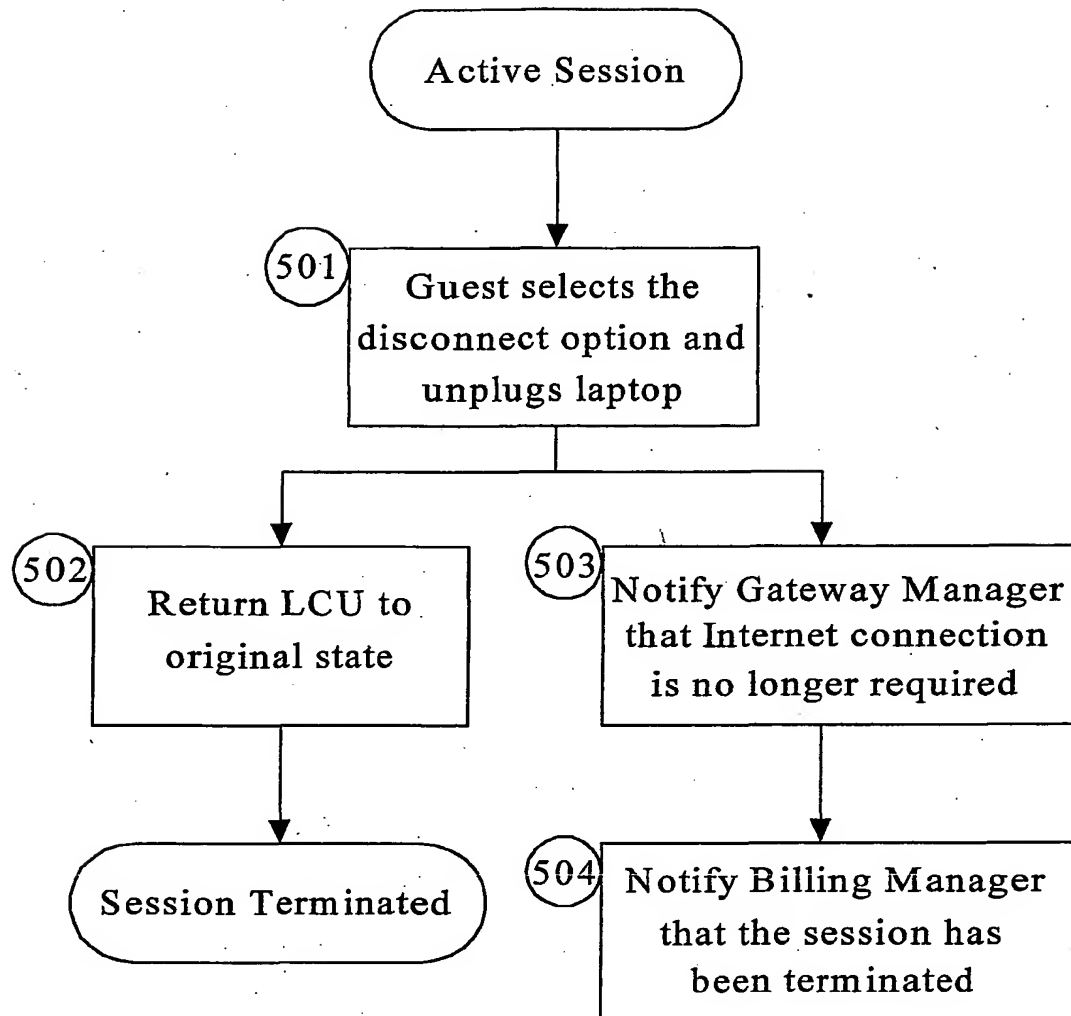 Active Session
501
Guest selects the
disconnect option and
unplugs laptop
502
Return LCU to
original state
503
Notify Gateway Manager
that Internet connection
is no longer required
Session Terminated
504
Notify Billing Manager
that the session has
been terminated